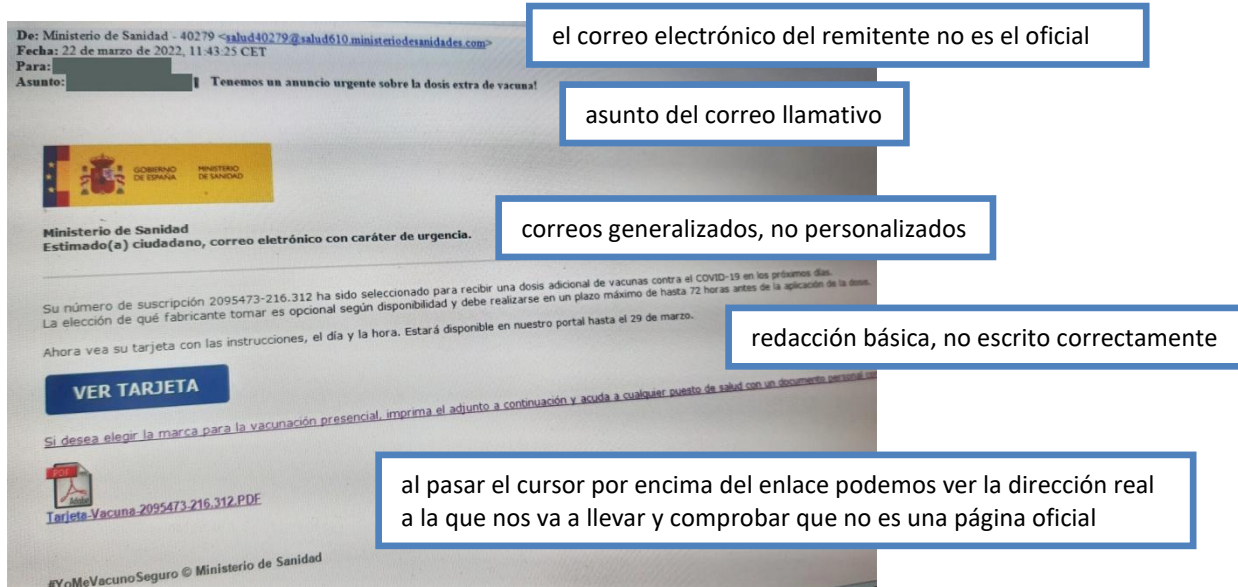 De: Ministerio de Sanidad - 40279 <salud40279@salud610.ministeriodesanidades.com>
el correo electrónico del remitente no es el oficial
Fecha: 22 de marzo de 2022, 11:43:25 CET
Para:
Asunto: Tenemos un anuncio urgente sobre la dosis extra de vacuna!
asunto del correo llamativo
GOBIERNO DE ESPAÑA
MINISTERIO DE SANIDAD
Ministerio de Sanidad
Estimado(a) ciudadano, correo eletrónico con caráter de urgencia.
correos generalizados, no personalizados
Su número de suscripción 2095473-216.312 ha sido seleccionado para recibir una dosis adicional de vacunas contra el COVID-19 en los próximos días.
La elección de qué fabricante tomar es opcional según disponibilidad y debe realizarse en un plazo máximo de hasta 72 horas antes de la aplicación de la dosis.
Ahora vea su tarjeta con las instrucciones, el día y la hora. Estará disponible en nuestro portal hasta el 29 de marzo.
redacción básica, no escrito correctamente
VER TARJETA
Si desea elegir la marca para la vacunación presencial, imprima el adjunto a continuación y acuda a cualquier puesto de salud con un documento personal
PDF
Adobe
Tarjeta-Vacuna-2095473-216.312.PDF
al pasar el cursor por encima del enlace podemos ver la dirección real
a la que nos va a llevar y comprobar que no es una página oficial
#YoMeVacunoSeguro © Ministerio de Sanidad